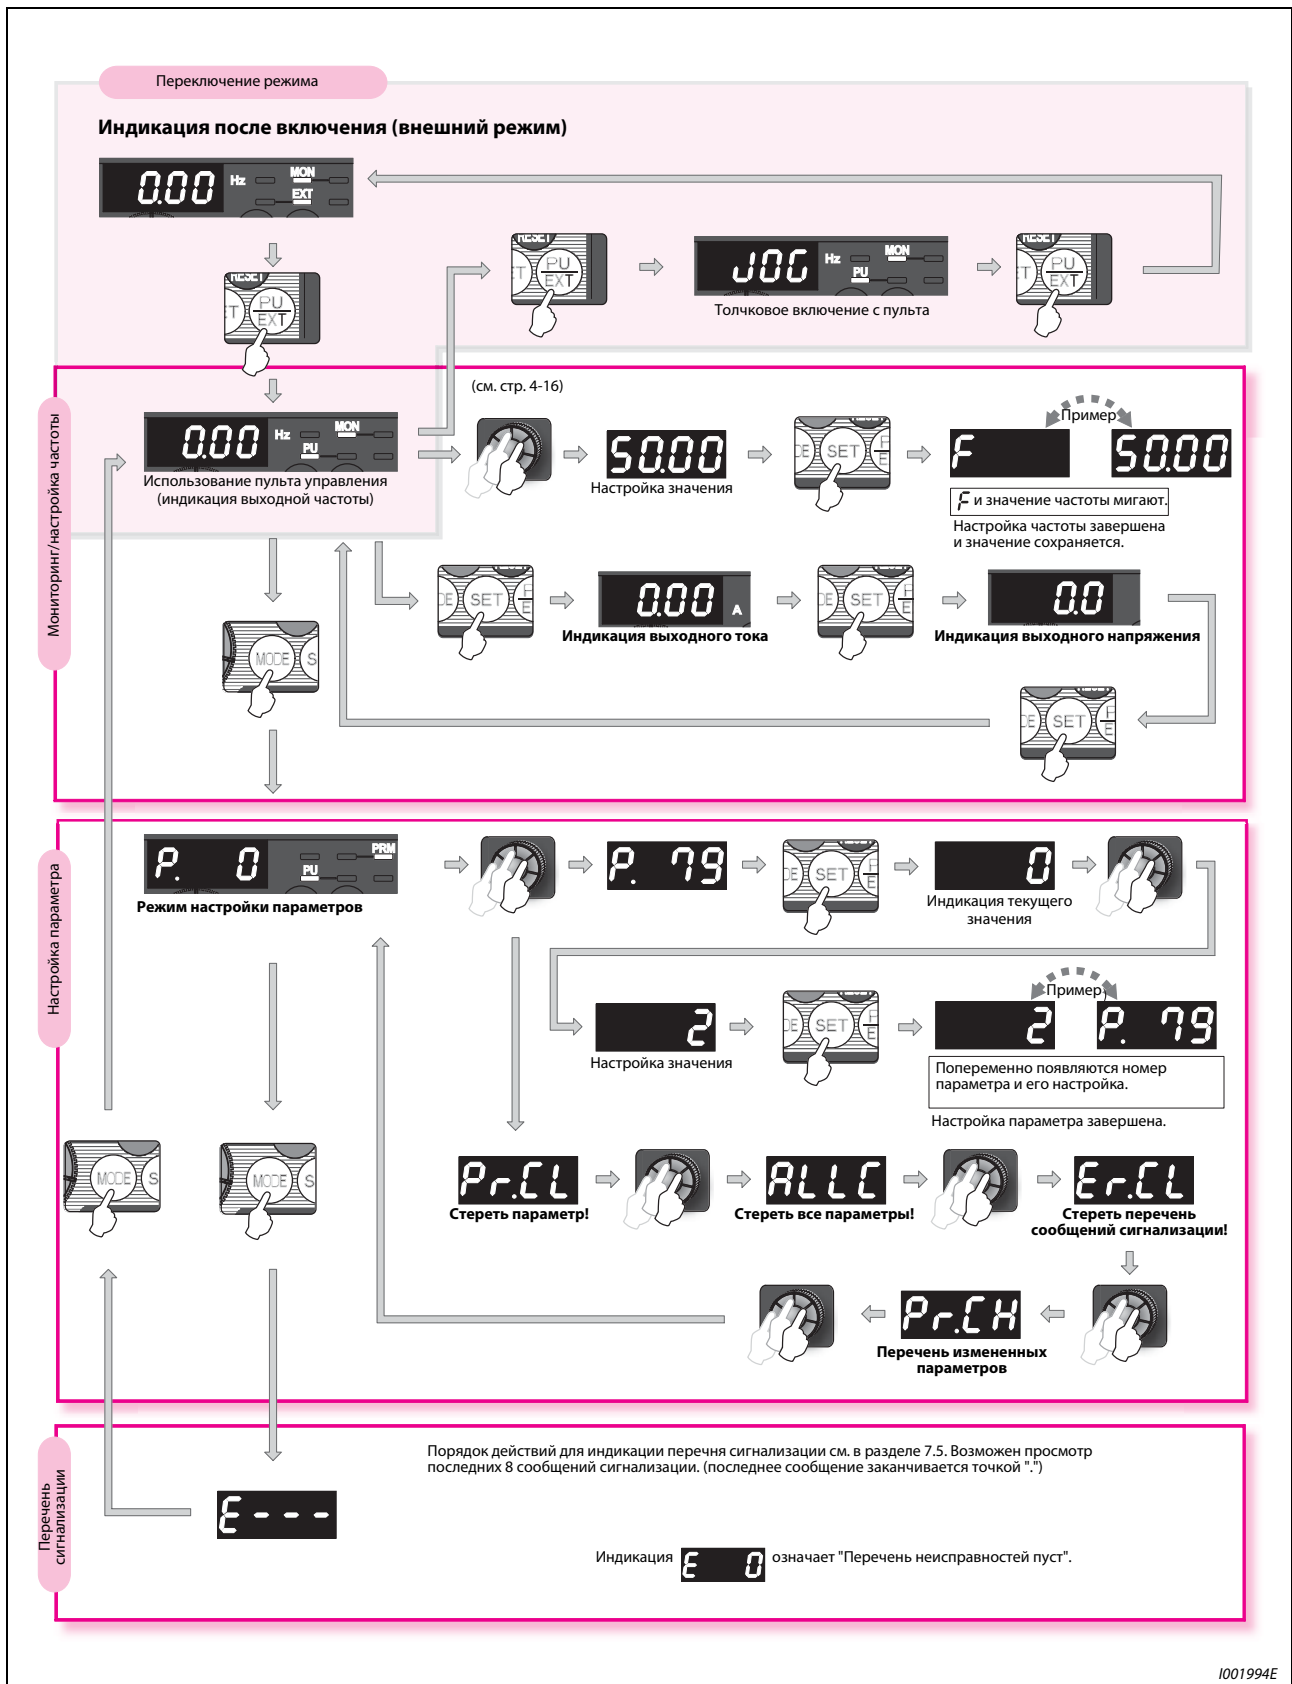 Переключение режима
Индикация после включения (внешний режим)
0.00 Hz MON EXT
RESET PU EXT
RESET PU EXT
JOG Hz MON PU
RESET PU EXT
Толчковое включение с пульта
Мониторинг/настройка частоты
(см. стр. 4-16)
0.00 Hz MON PU
50.00
SET
F
Пример
50.00
Использование пульта управления
(индикация выходной частоты)
Настройка значения
F и значение частоты мигают.
Настройка частоты завершена
и значение сохраняется.
SET
0.00 A
SET
0.0
Индикация выходного тока
Индикация выходного напряжения
MODE
SET
Настройка параметра
P. 0 PRM PU
P. 79
SET
0
Режим настройки параметров
Индикация текущего
значения
2
SET
Пример
2
P. 79
Настройка значения
Попеременно появляются номер
параметра и его настройка.
Настройка параметра завершена.
MODE
MODE
Pr.CL
ALLC
Er.CL
Стереть параметр!
Стереть все параметры!
Стереть перечень
сообщений сигнализации!
Pr.CH
Перечень измененных
параметров
Перечень
сигнализации
Порядок действий для индикации перечня сигнализации см. в разделе 7.5. Возможен просмотр
последних 8 сообщений сигнализации. (последнее сообщение заканчивается точкой ".")
E---
Индикация E 0 означает "Перечень неисправностей пуст".
I001994E